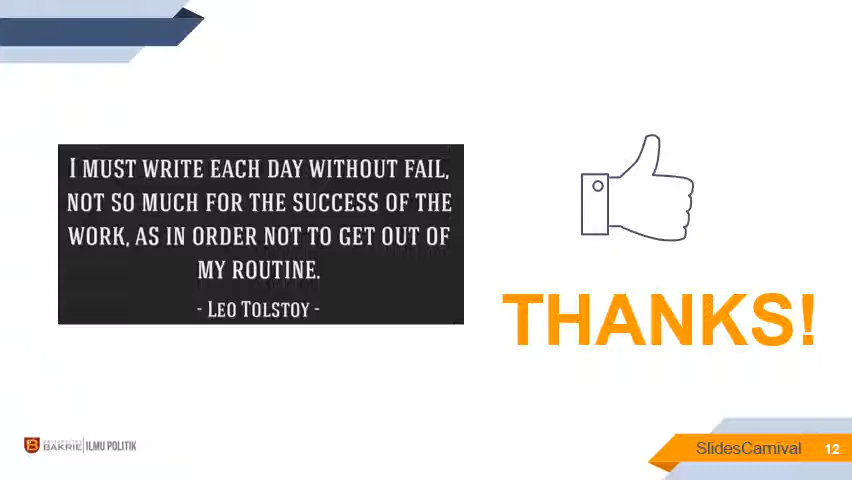 I MUST WRITE EACH DAY WITHOUT FAIL,
NOT SO MUCH FOR THE SUCCESS OF THE
WORK, AS IN ORDER NOT TO GET OUT OF
MY ROUTINE.
- LEO TOLSTOY -
THANKS!
UNIVERSITAS
BAKRIE ILMU POLITIK
SlidesCarnival 12